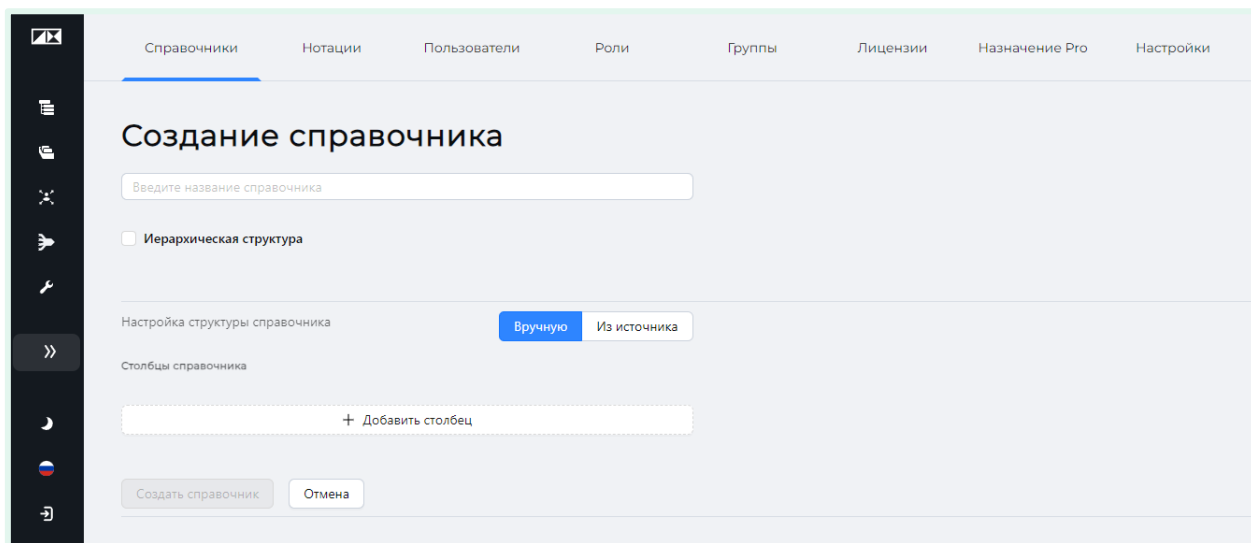 Справочники Нотации Пользователи Роли Группы Лицензии Назначение Pro Настройки
Создание справочника
Введите название справочника
Иерархическая структура
Настройка структуры справочника Вручную Из источника
Столбцы справочника
+ Добавить столбец
Создать справочник Отмена